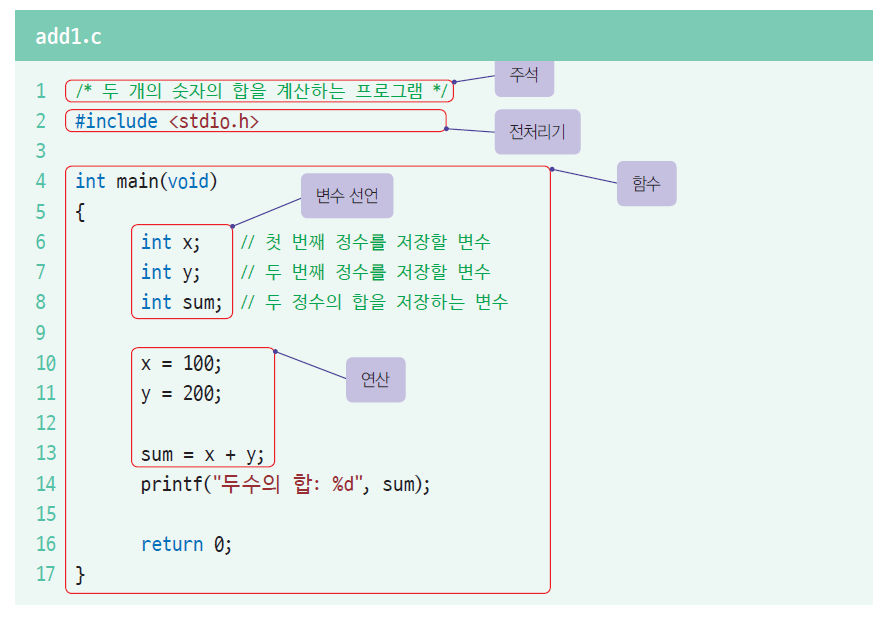 add1.c
1 /* 두 개의 숫자의 합을 계산하는 프로그램 */ 주석
2 #include <stdio.h> 전처리기
3
4 int main(void) 함수
5 { 변수 선언
6 int x; // 첫 번째 정수를 저장할 변수
7 int y; // 두 번째 정수를 저장할 변수
8 int sum; // 두 정수의 합을 저장하는 변수
9
10 x = 100; 연산
11 y = 200;
12
13 sum = x + y;
14 printf("두수의 합: %d", sum);
15
16 return 0;
17 }